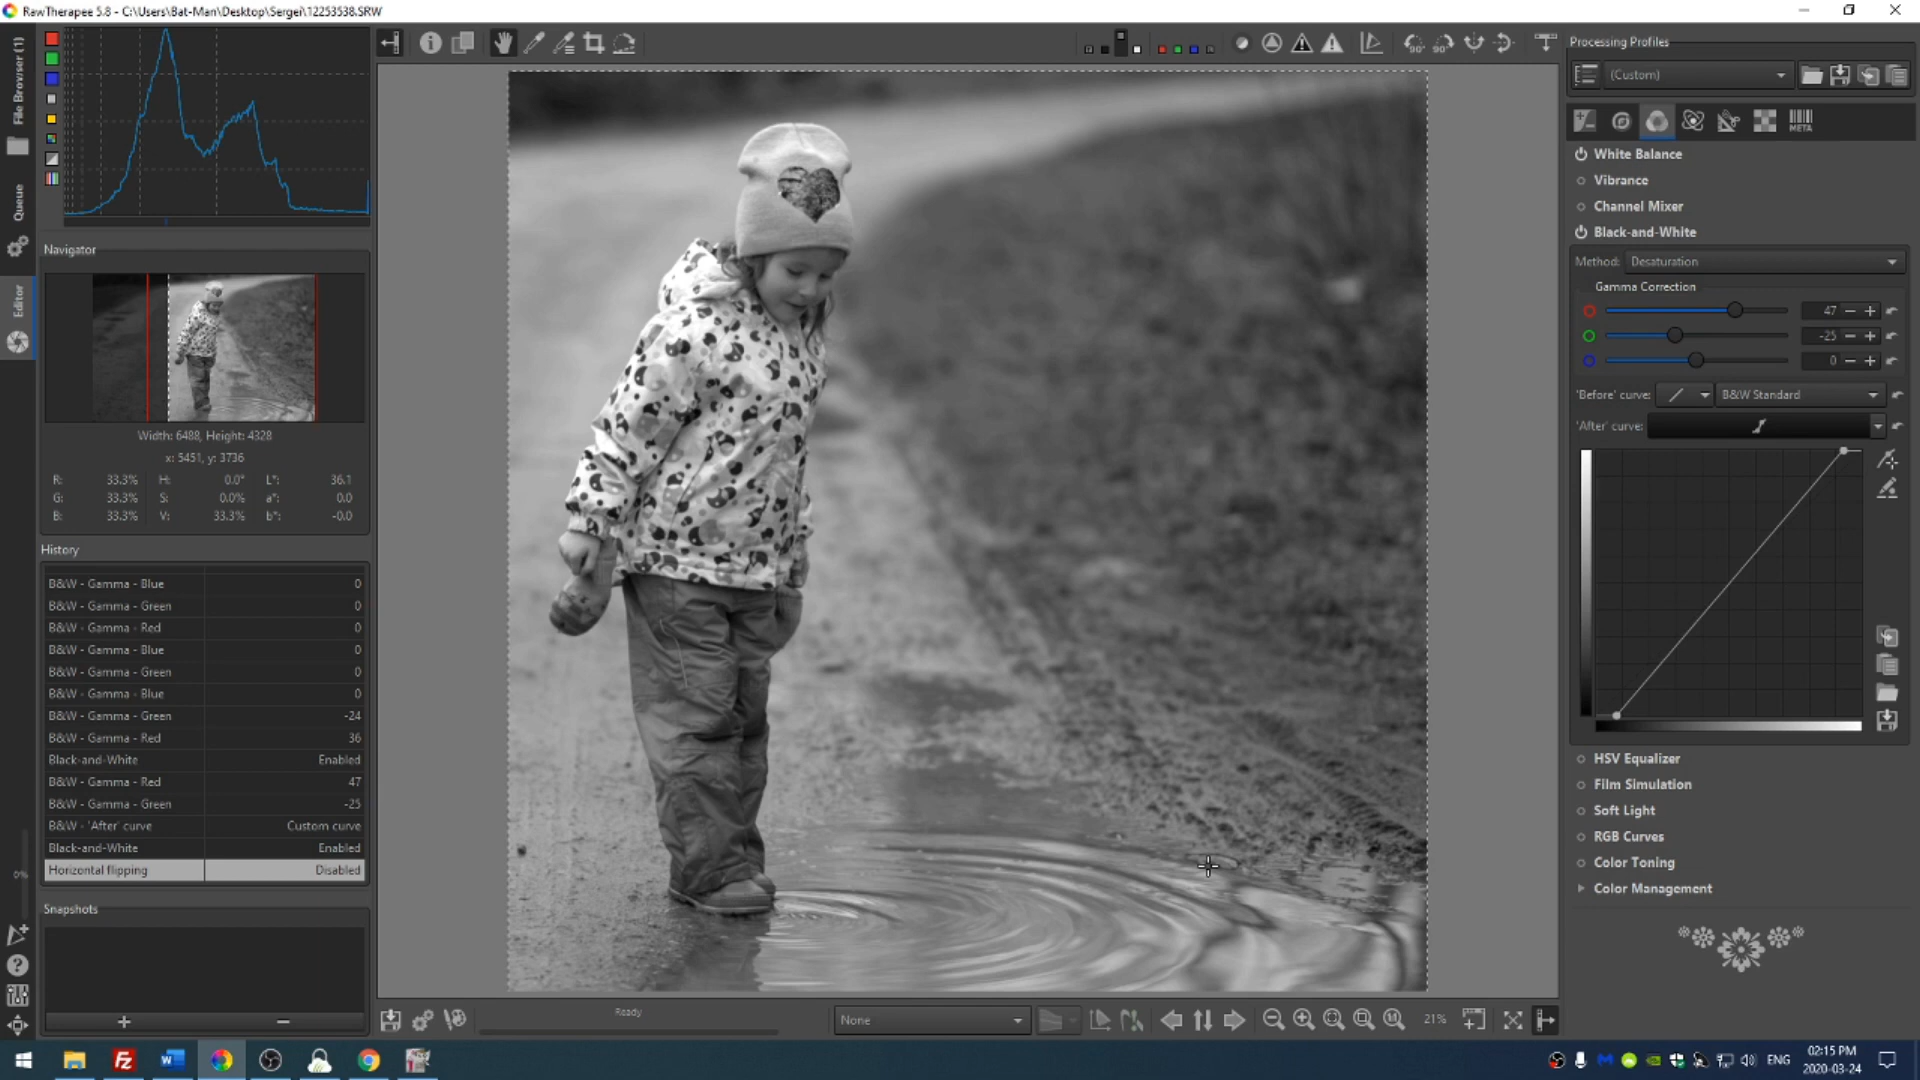 RawTherapee 5.8 - C:\Users\Bat-Man\Desktop\Sergei\12253538.SRW
File Browser (1)
Queue
Editor
0%
Navigator
Width: 6488, Height: 4328
x: 5451, y: 3736
R: 33.3% H: 0.0° L*: 36.1
G: 33.3% S: 0.0% a*: 0.0
B: 33.3% V: 33.3% b*: -0.0
History
B&W - Gamma - Blue 0
B&W - Gamma - Green 0
B&W - Gamma - Red 0
B&W - Gamma - Blue 0
B&W - Gamma - Green 0
B&W - Gamma - Blue 0
B&W - Gamma - Green -24
B&W - Gamma - Red 36
Black-and-White Enabled
B&W - Gamma - Red 47
B&W - Gamma - Green -25
B&W - 'After' curve Custom curve
Black-and-White Enabled
Horizontal flipping Disabled
Snapshots
Ready
None
21%
Processing Profiles
(Custom)
META
White Balance
Vibrance
Channel Mixer
Black-and-White
Method: Desaturation
Gamma Correction
47
-25
0
'Before' curve: B&W Standard
'After' curve:
HSV Equalizer
Film Simulation
Soft Light
RGB Curves
Color Toning
Color Management
ENG
02:15 PM
2020-03-24